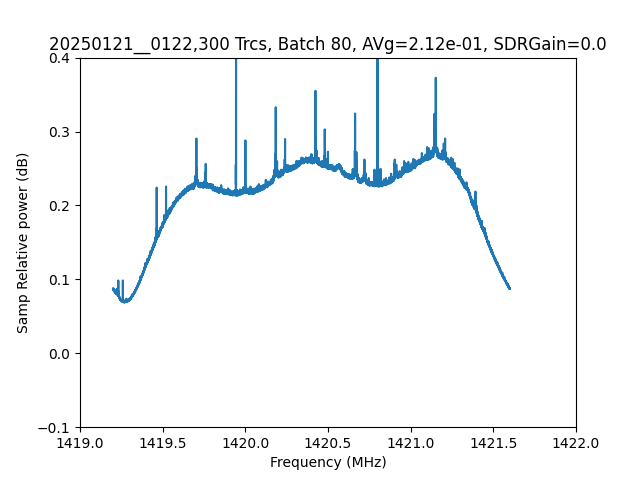 20250121__0122,300 Trcs, Batch 80, AVg=2.12e-01, SDRGain=0.0
0.4
0.3
0.2
0.1
0.0
−0.1
Samp Relative power (dB)
1419.0 1419.5 1420.0 1420.5 1421.0 1421.5 1422.0
Frequency (MHz)